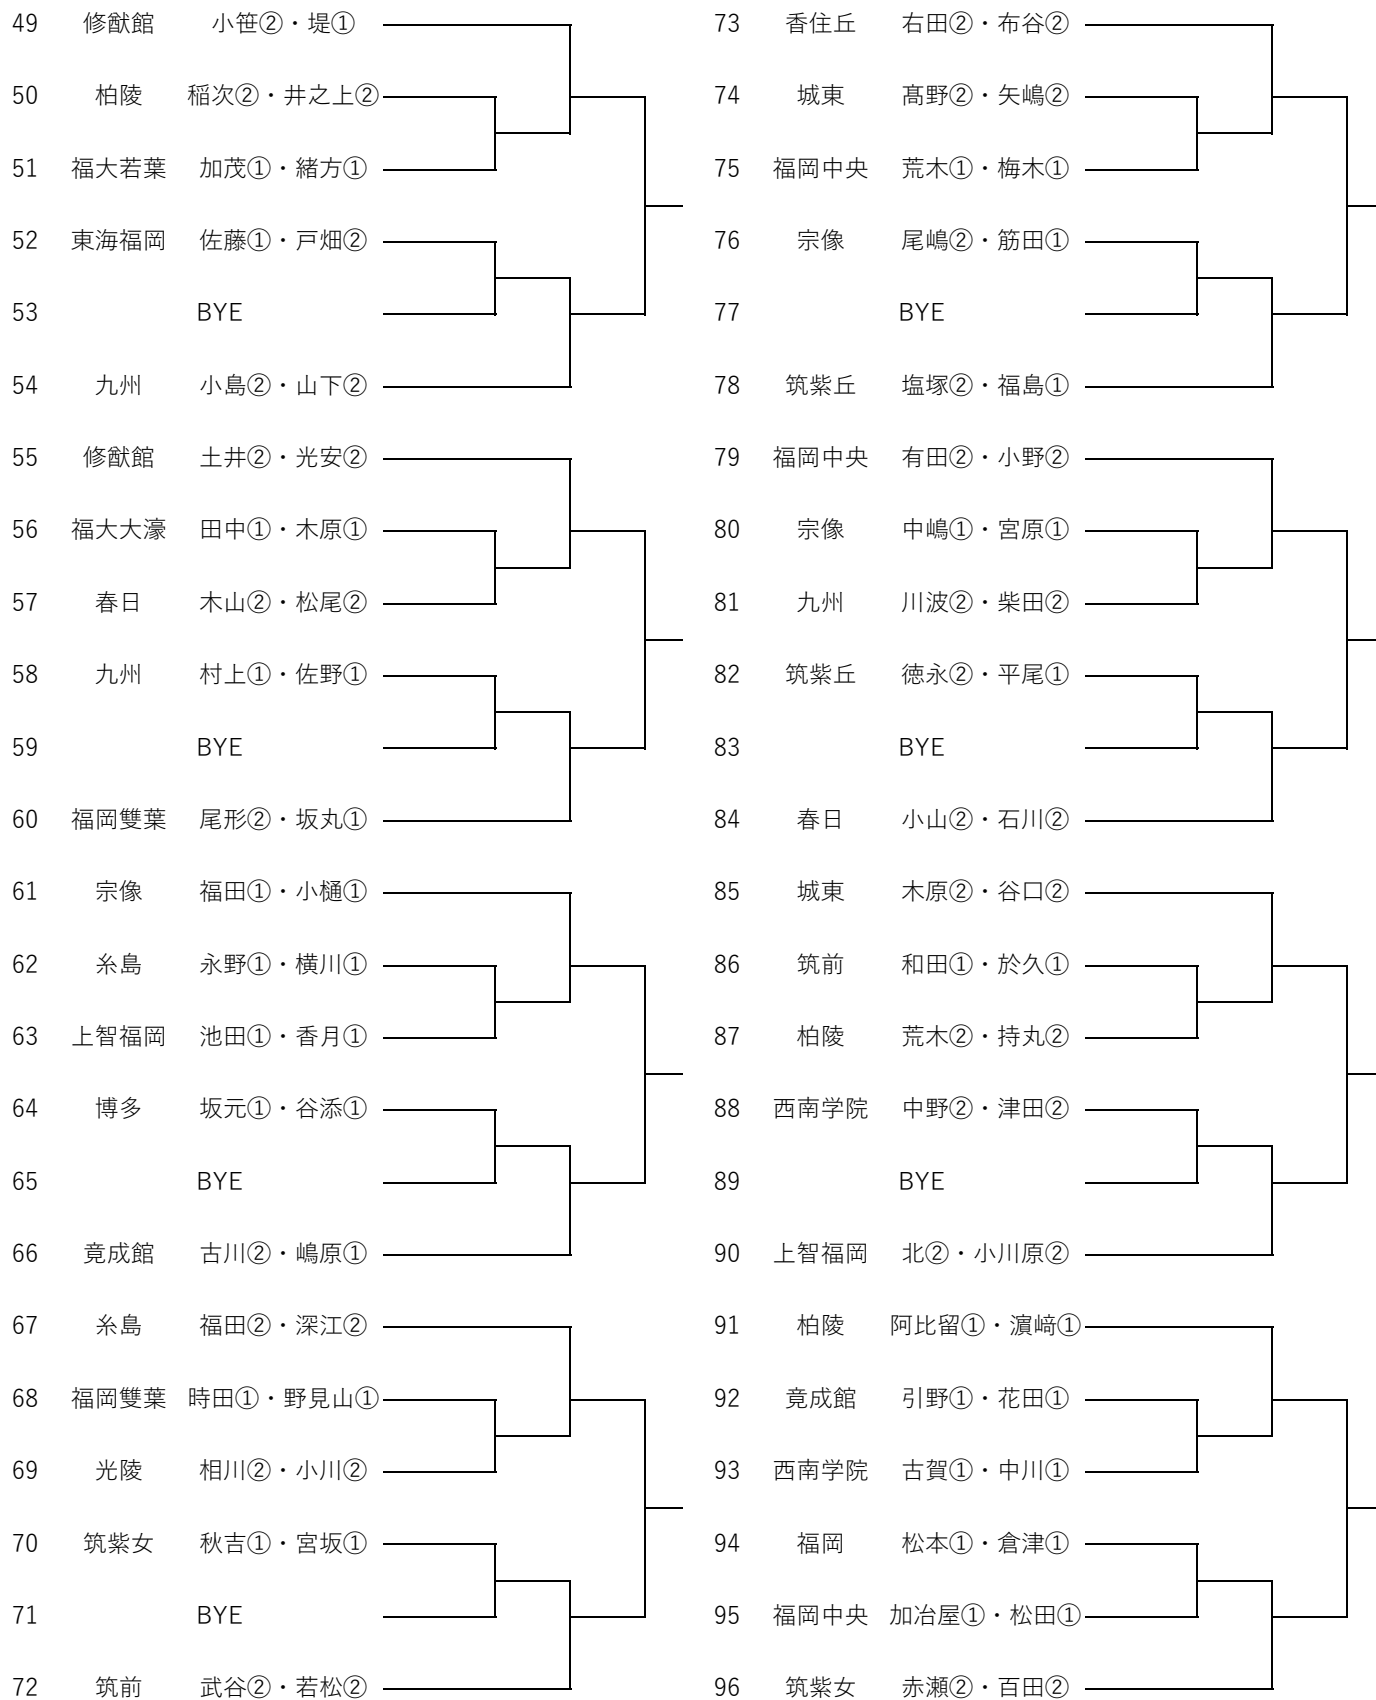 49 修猷館 小笹②・堤①
50 柏陵 稲次②・井之上②
51 福大若葉 加茂①・緒方①
52 東海福岡 佐藤①・戸畑②
53 BYE
54 九州 小島②・山下②
55 修猷館 土井②・光安②
56 福大大濠 田中①・木原①
57 春日 木山②・松尾②
58 九州 村上①・佐野①
59 BYE
60 福岡雙葉 尾形②・坂丸①
61 宗像 福田①・小樋①
62 糸島 永野①・横川①
63 上智福岡 池田①・香月①
64 博多 坂元①・谷添①
65 BYE
66 竟成館 古川②・嶋原①
67 糸島 福田②・深江②
68 福岡雙葉 時田①・野見山①
69 光陵 相川②・小川②
70 筑紫女 秋吉①・宮坂①
71 BYE
72 筑前 武谷②・若松②
73 香住丘 右田②・布谷②
74 城東 髙野②・矢嶋②
75 福岡中央 荒木①・梅木①
76 宗像 尾嶋②・筋田①
77 BYE
78 筑紫丘 塩塚②・福島①
79 福岡中央 有田②・小野②
80 宗像 中嶋①・宮原①
81 九州 川波②・柴田②
82 筑紫丘 徳永②・平尾①
83 BYE
84 春日 小山②・石川②
85 城東 木原②・谷口②
86 筑前 和田①・於久①
87 柏陵 荒木②・持丸②
88 西南学院 中野②・津田②
89 BYE
90 上智福岡 北②・小川原②
91 柏陵 阿比留①・濵﨑①
92 竟成館 引野①・花田①
93 西南学院 古賀①・中川①
94 福岡 松本①・倉津①
95 福岡中央 加冶屋①・松田①
96 筑紫女 赤瀬②・百田②